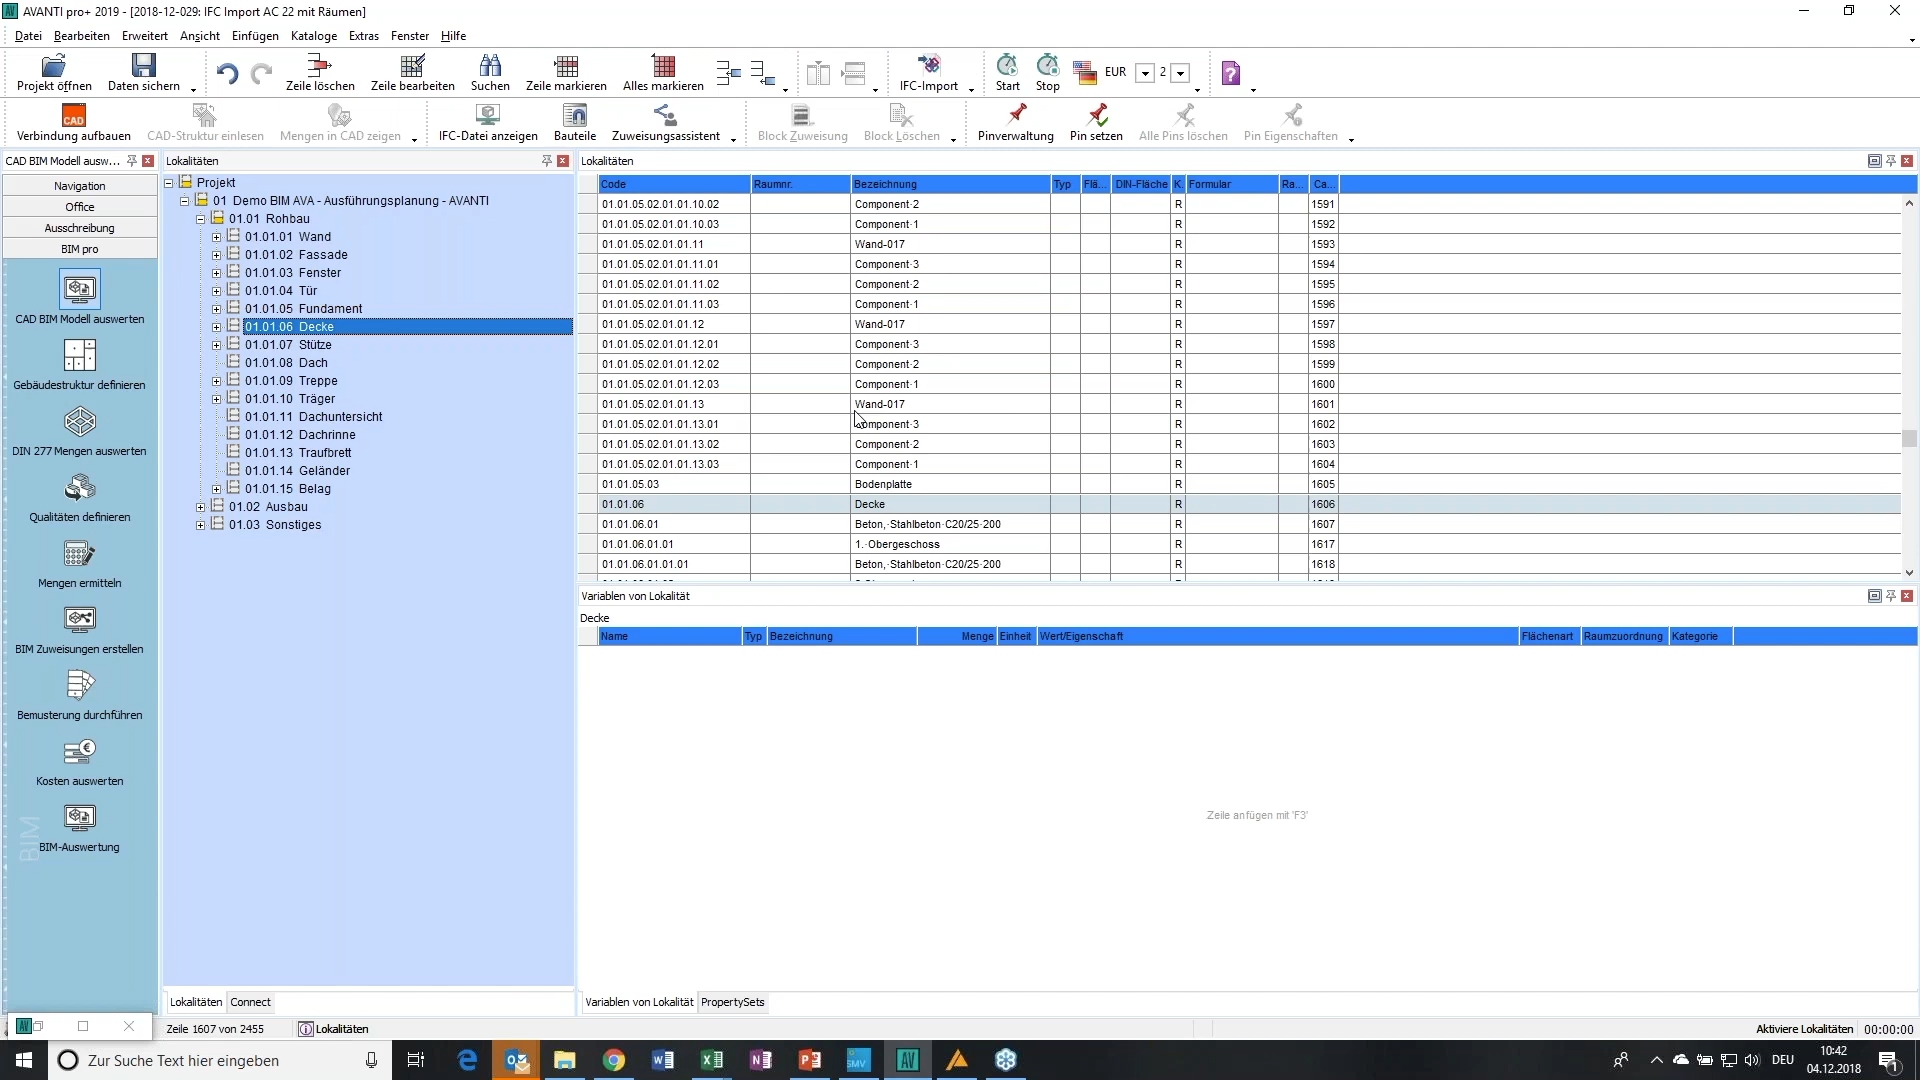 AVANTI pro+ 2019 - [2018-12-029: IFC Import AC 22 mit Räumen]
Datei Bearbeiten Erweitert Ansicht Einfügen Kataloge Extras Fenster Hilfe
Projekt öffnen Daten sichern Zeile löschen Zeile bearbeiten Suchen Zeile markieren Alles markieren IFC-Import Start Stop EUR 2
CAD
Verbindung aufbauen CAD-Struktur einlesen Mengen in CAD zeigen IFC-Datei anzeigen Bauteile Zuweisungsassistent Block Zuweisung Block Löschen Pinverwaltung Pin setzen Alle Pins löschen Pin Eigenschaften
CAD BIM Modell ausw...
Navigation
Office
Ausschreibung
BIM pro
CAD BIM Modell auswerten
Gebäudestruktur definieren
DIN 277 Mengen auswerten
Qualitäten definieren
Mengen ermitteln
BIM Zuweisungen erstellen
Bemusterung durchführen
Kosten auswerten
BIM-Auswertung
BIM
Lokalitäten
Projekt
01 Demo BIM AVA - Ausführungsplanung - AVANTI
01.01 Rohbau
01.01.01 Wand
01.01.02 Fassade
01.01.03 Fenster
01.01.04 Tür
01.01.05 Fundament
01.01.06 Decke
01.01.07 Stütze
01.01.08 Dach
01.01.09 Treppe
01.01.10 Träger
01.01.11 Dachuntersicht
01.01.12 Dachrinne
01.01.13 Traufbrett
01.01.14 Geländer
01.01.15 Belag
01.02 Ausbau
01.03 Sonstiges
Lokalitäten Connect
Lokalitäten
Code Raumnr. Bezeichnung Typ Flä... DIN-Fläche K. Formular Ra... Ca...
01.01.05.02.01.01.10.02 Component·2 R 1591
01.01.05.02.01.01.10.03 Component·1 R 1592
01.01.05.02.01.01.11 Wand-017 R 1593
01.01.05.02.01.01.11.01 Component·3 R 1594
01.01.05.02.01.01.11.02 Component·2 R 1595
01.01.05.02.01.01.11.03 Component·1 R 1596
01.01.05.02.01.01.12 Wand-017 R 1597
01.01.05.02.01.01.12.01 Component·3 R 1598
01.01.05.02.01.01.12.02 Component·2 R 1599
01.01.05.02.01.01.12.03 Component·1 R 1600
01.01.05.02.01.01.13 Wand-017 R 1601
01.01.05.02.01.01.13.01 Component·3 R 1602
01.01.05.02.01.01.13.02 Component·2 R 1603
01.01.05.02.01.01.13.03 Component·1 R 1604
01.01.05.03 Bodenplatte R 1605
01.01.06 Decke R 1606
01.01.06.01 Beton,·Stahlbeton·C20/25·200 R 1607
01.01.06.01.01 1.·Obergeschoss R 1617
01.01.06.01.01.01 Beton,·Stahlbeton·C20/25·200 R 1618
Variablen von Lokalität
Decke
Name Typ Bezeichnung Menge Einheit Wert/Eigenschaft Flächenart Raumzuordnung Kategorie
Zeile anfügen mit 'F3'
Variablen von Lokalität PropertySets
Zeile 1607 von 2455 Lokalitäten Aktiviere Lokalitäten 00:00:00
Zur Suche Text hier eingeben
SMV AV
DEU
10:42
04.12.2018
1